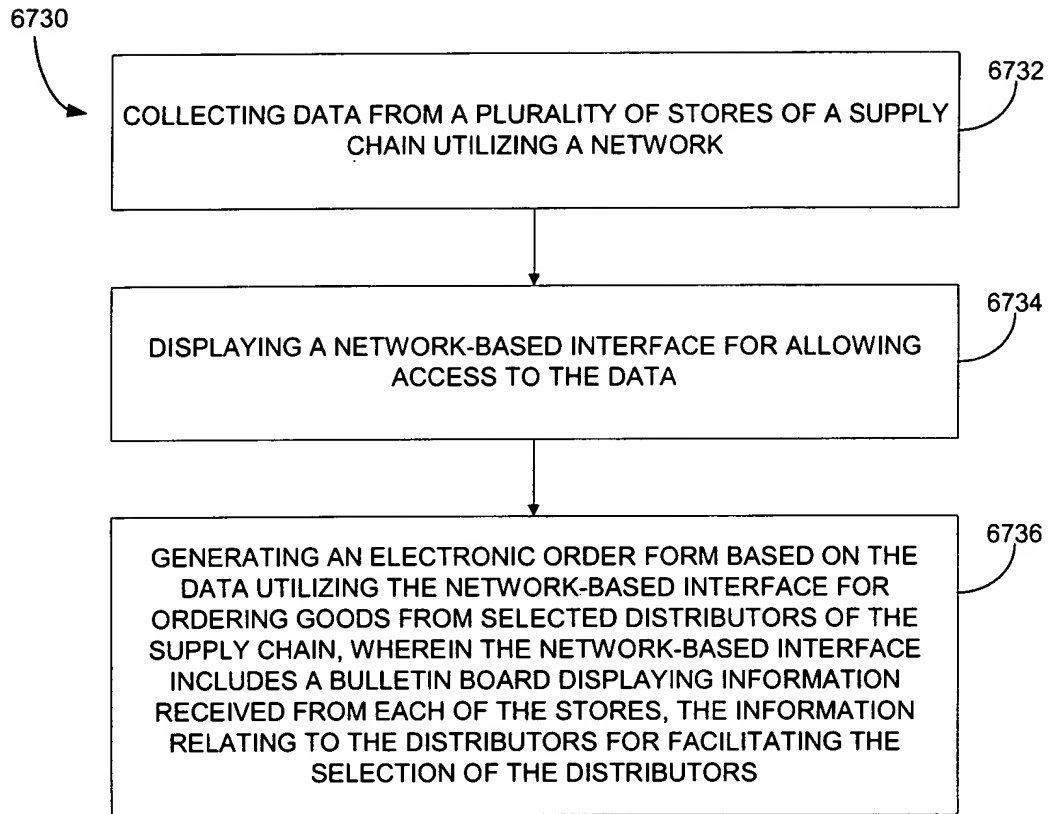 6730
6732
COLLECTING DATA FROM A PLURALITY OF STORES OF A SUPPLY
CHAIN UTILIZING A NETWORK
6734
DISPLAYING A NETWORK-BASED INTERFACE FOR ALLOWING
ACCESS TO THE DATA
6736
GENERATING AN ELECTRONIC ORDER FORM BASED ON THE
DATA UTILIZING THE NETWORK-BASED INTERFACE FOR
ORDERING GOODS FROM SELECTED DISTRIBUTORS OF THE
SUPPLY CHAIN, WHEREIN THE NETWORK-BASED INTERFACE
INCLUDES A BULLETIN BOARD DISPLAYING INFORMATION
RECEIVED FROM EACH OF THE STORES, THE INFORMATION
RELATING TO THE DISTRIBUTORS FOR FACILITATING THE
SELECTION OF THE DISTRIBUTORS